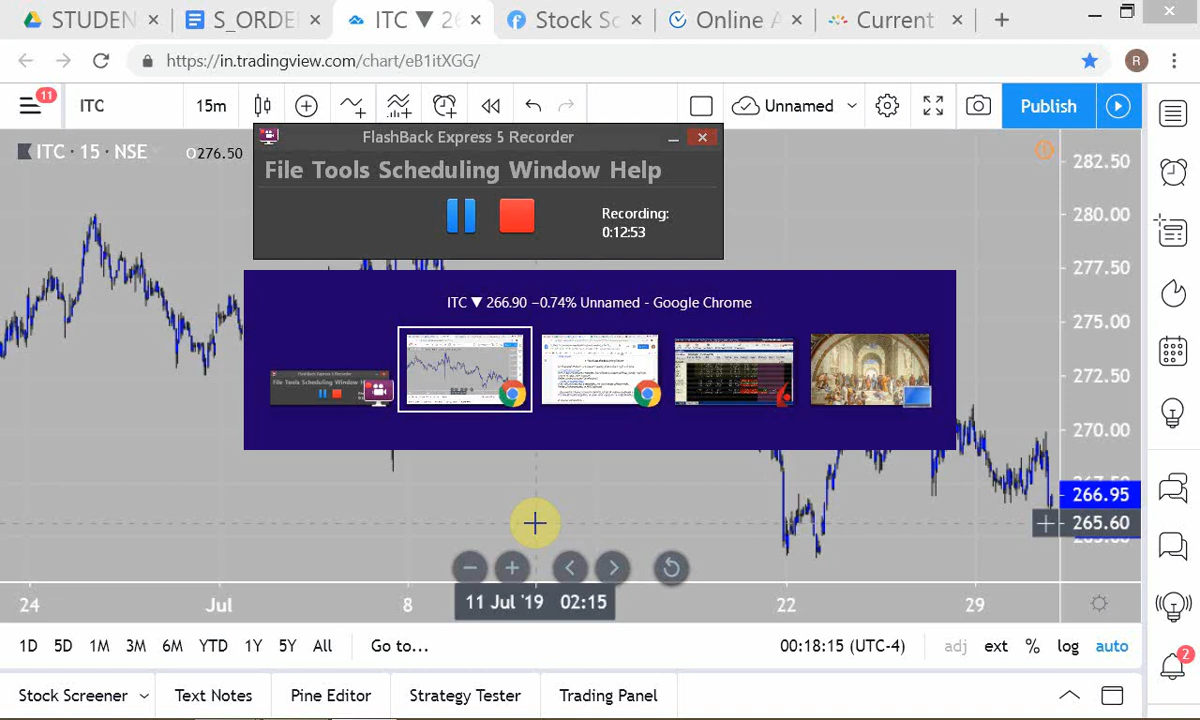 STUDEN
S_ORDE
ITC ▼ 26
Stock Sc
Online A
Current
https://in.tradingview.com/chart/eB1itXGG/
R
11
ITC
15m
Unnamed
Publish
ITC · 15 · NSE
O276.50
FlashBack Express 5 Recorder
File Tools Scheduling Window Help
Recording:
0:12:53
ITC ▼ 266.90 −0.74% Unnamed - Google Chrome
282.50
280.00
277.50
275.00
272.50
270.00
266.95
265.60
24
Jul
8
11 Jul '19 02:15
22
29
1D 5D 1M 3M 6M YTD 1Y 5Y All
Go to...
00:18:15 (UTC-4)
adj ext % log auto
2
Stock Screener
Text Notes
Pine Editor
Strategy Tester
Trading Panel